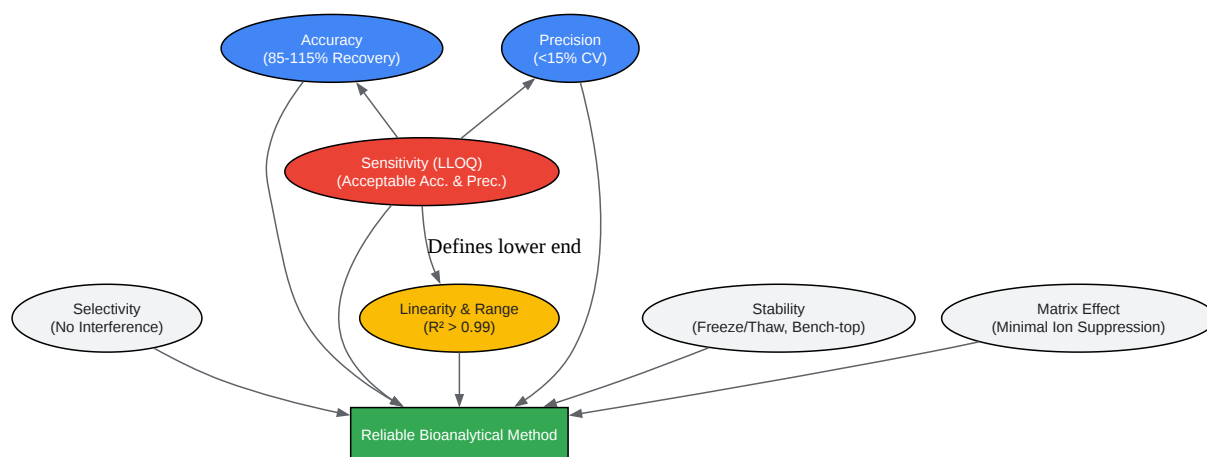 Accuracy
(85-115% Recovery)
Precision
(<15% CV)
Sensitivity (LLOQ)
(Acceptable Acc. & Prec.)
Defines lower end
Selectivity
(No Interference)
Linearity & Range
(R² > 0.99)
Stability
(Freeze/Thaw, Bench-top)
Matrix Effect
(Minimal Ion Suppression)
Reliable Bioanalytical Method